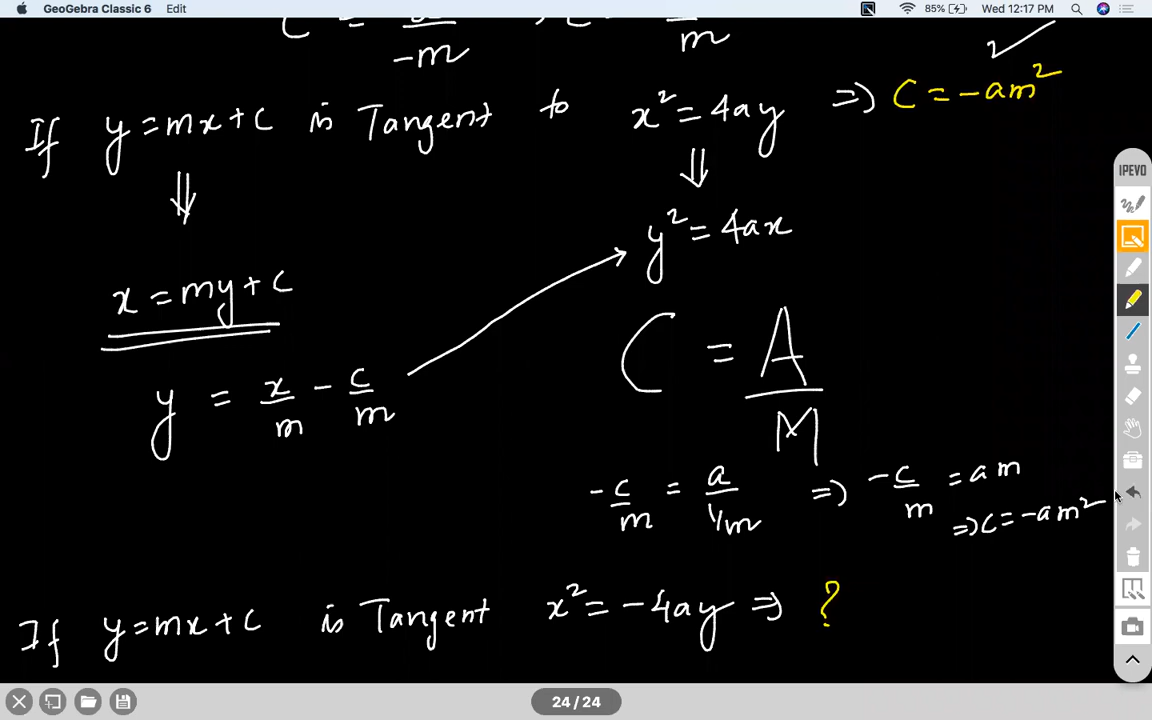 GeoGebra Classic 6 Edit 85% Wed 12:17 PM
-m m
If y = mx + c is Tangent to x² = 4ay ⇒ C = -am²
⇓ ⇓
y² = 4ax
x = my + c
C = A/M
y = x/m - c/m
-c/m = a/(1/m) ⇒ -c/m = am
⇒ c = -am²
If y = mx + c is Tangent x² = -4ay ⇒ ?
IPEVO
24 / 24